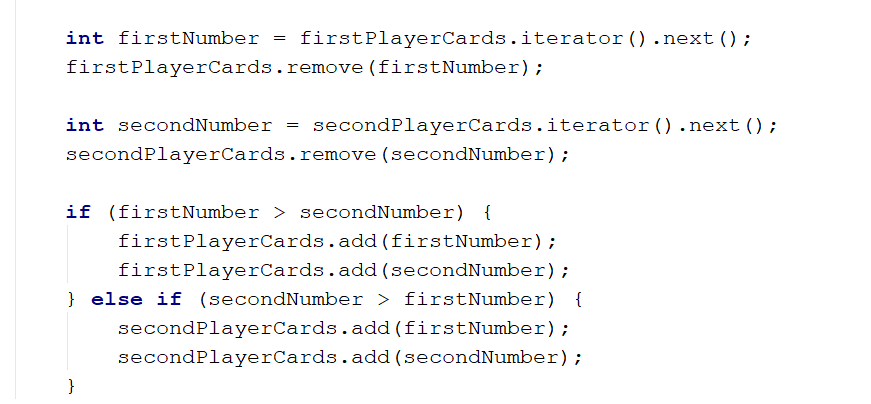 int firstNumber = firstPlayerCards.iterator().next();
firstPlayerCards.remove(firstNumber);
int secondNumber = secondPlayerCards.iterator().next();
secondPlayerCards.remove(secondNumber);
if (firstNumber > secondNumber) {
    firstPlayerCards.add(firstNumber);
    firstPlayerCards.add(secondNumber);
} else if (secondNumber > firstNumber) {
    secondPlayerCards.add(firstNumber);
    secondPlayerCards.add(secondNumber);
}